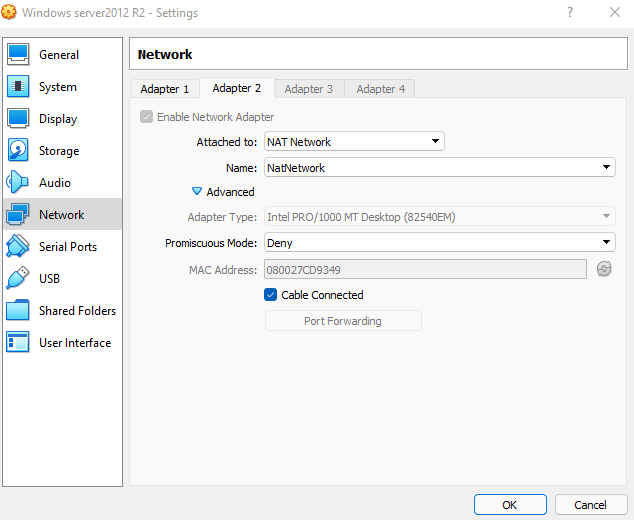 Windows server2012 R2 - Settings
?
General
System
Display
Storage
Audio
Network
Serial Ports
USB
Shared Folders
User Interface
Network
Adapter 1
Adapter 2
Adapter 3
Adapter 4
Enable Network Adapter
Attached to: NAT Network
Name: NatNetwork
Advanced
Adapter Type: Intel PRO/1000 MT Desktop (82540EM)
Promiscuous Mode: Deny
MAC Address: 080027CD9349
Cable Connected
Port Forwarding
OK
Cancel